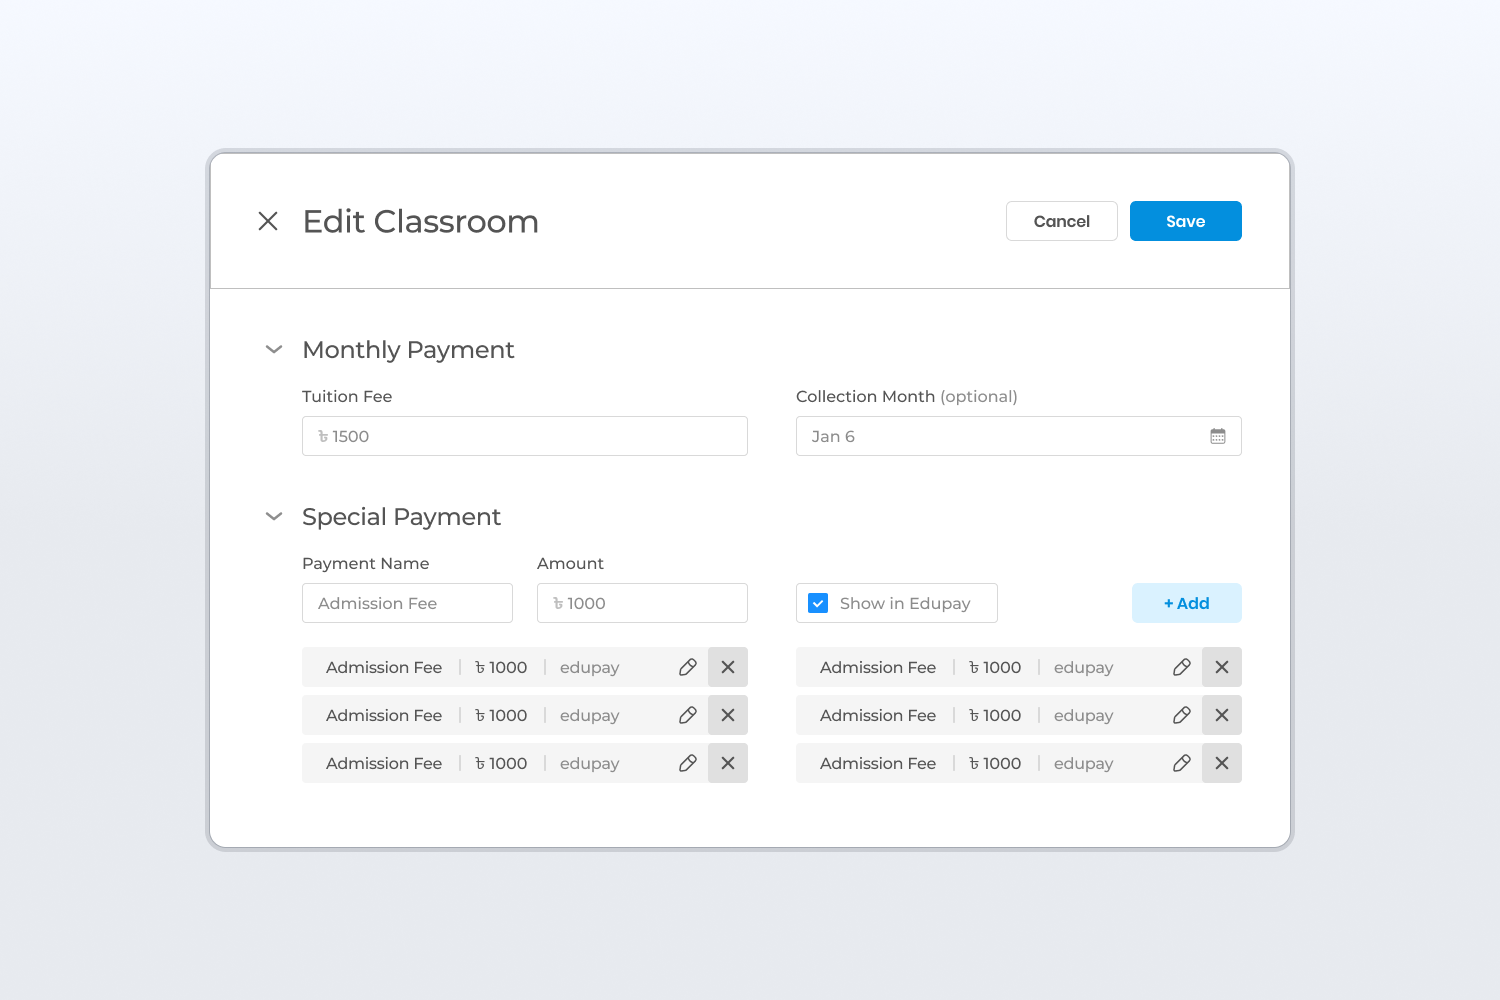 Edit Classroom
Cancel
Save
Monthly Payment
Tuition Fee
Collection Month (optional)
৳ 1500
Jan 6
Special Payment
Payment Name
Amount
Admission Fee
৳ 1000
Show in Edupay
+ Add
Admission Fee | ৳ 1000 | edupay
Admission Fee | ৳ 1000 | edupay
Admission Fee | ৳ 1000 | edupay
Admission Fee | ৳ 1000 | edupay
Admission Fee | ৳ 1000 | edupay
Admission Fee | ৳ 1000 | edupay